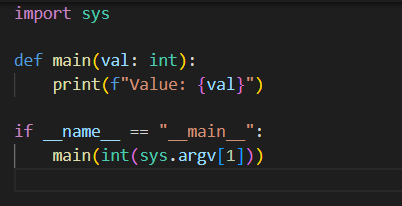 import sys

def main(val: int):
    print(f"Value: {val}")

if __name__ == "__main__":
    main(int(sys.argv[1]))